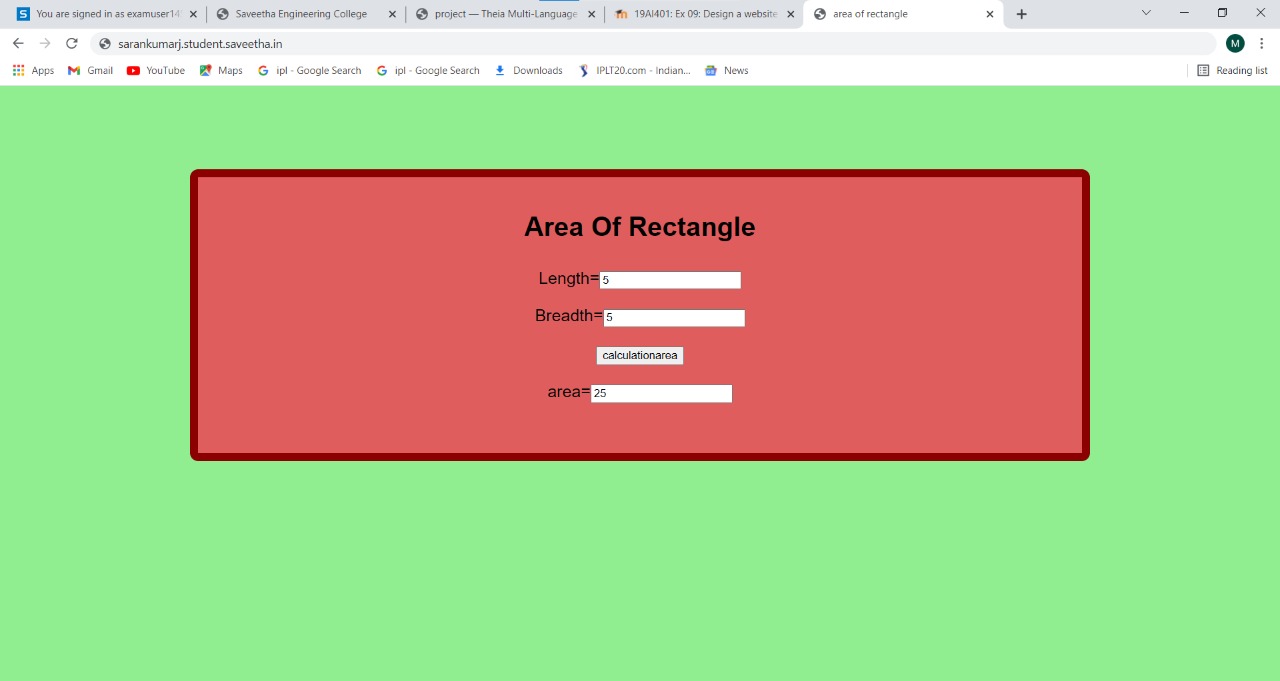 You are signed in as examuser14
Saveetha Engineering College
project — Theia Multi-Language
19AI401: Ex 09: Design a website
area of rectangle
sarankumarj.student.saveetha.in
M
Apps
Gmail
YouTube
Maps
ipl - Google Search
ipl - Google Search
Downloads
IPLT20.com - Indian...
News
Reading list
Area Of Rectangle
Length=5
Breadth=5
calculationarea
area=25